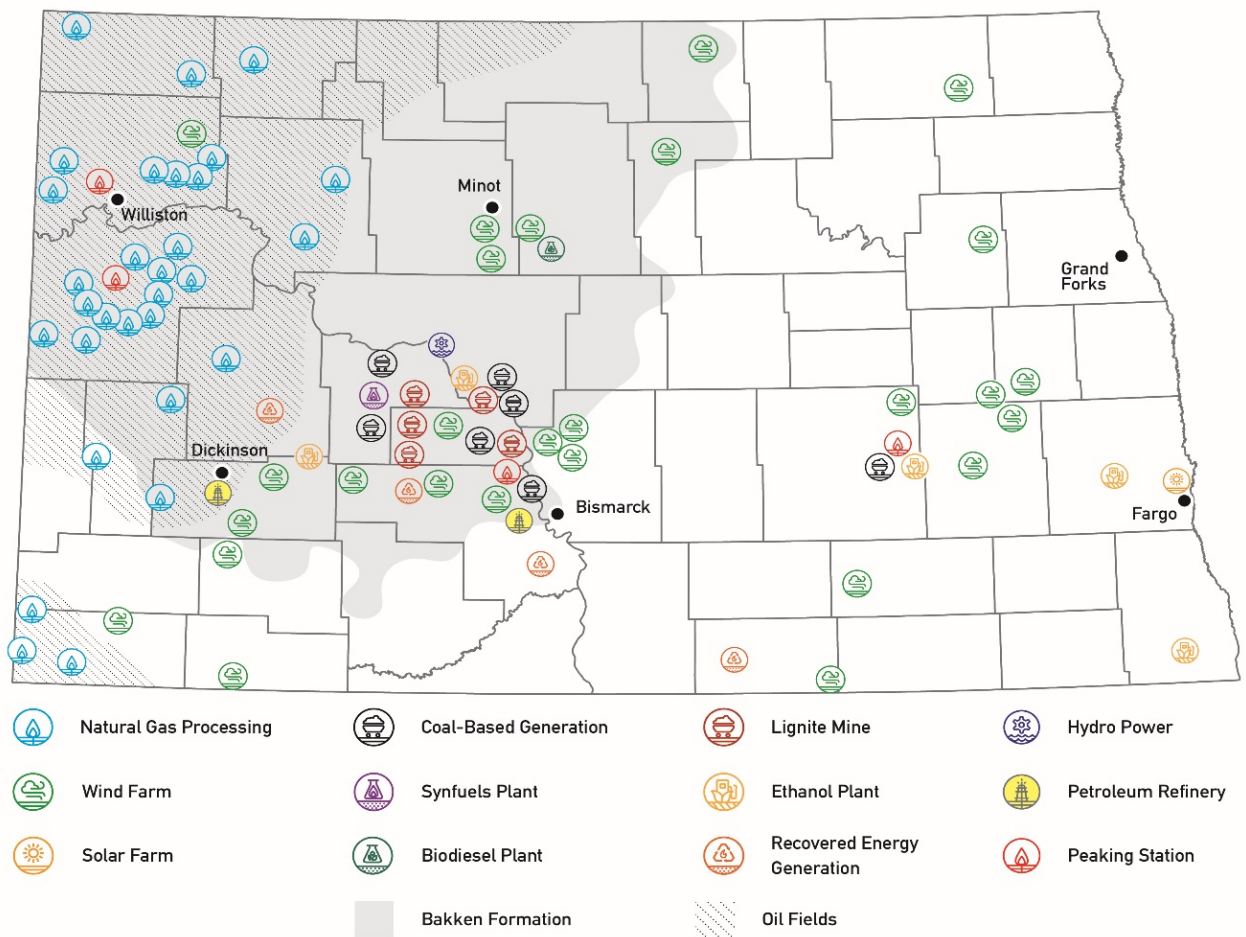 Minot
Williston
Grand
Forks
Dickinson
Bismarck
Fargo
Natural Gas Processing
Coal-Based Generation
Lignite Mine
Hydro Power
Wind Farm
Synfuels Plant
Ethanol Plant
Petroleum Refinery
Solar Farm
Biodiesel Plant
Recovered Energy
Generation
Peaking Station
Bakken Formation
Oil Fields